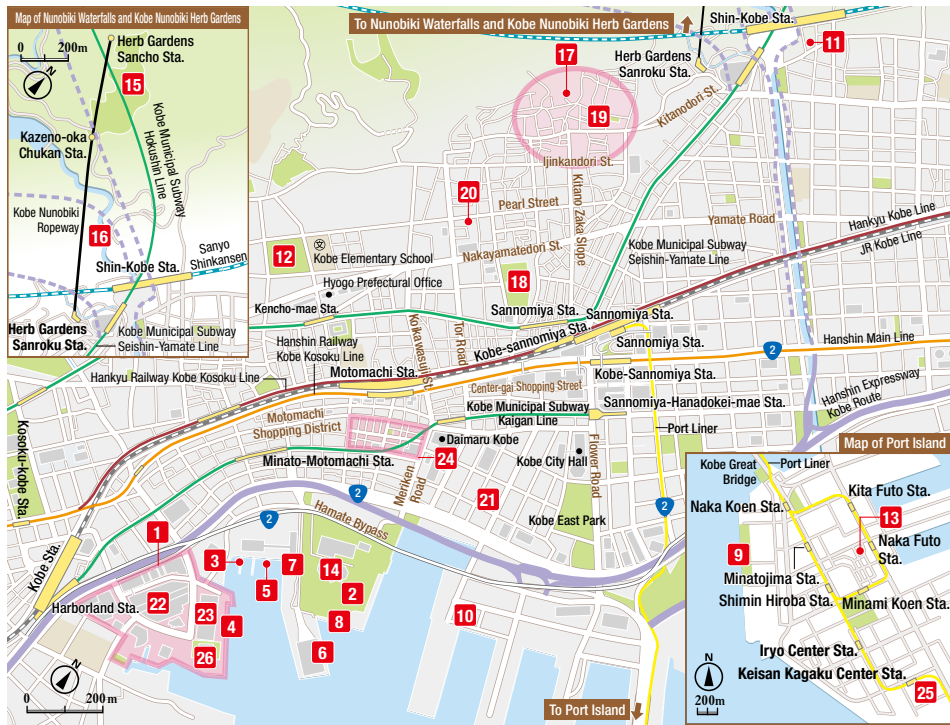 Map of Nunobiki Waterfalls and Kobe Nunobiki Herb Gardens
0 200m
N
Herb Gardens
Sancho Sta.
15
Kazeno-oka
Chukan Sta.
Kobe Municipal Subway
Hokushin Line
Kobe Nunobiki
Ropeway
16
Sanyo
Shinkansen
Shin-Kobe Sta.
Herb Gardens
Sanroku Sta.
Kobe Municipal Subway
Seishin-Yamate Line
To Nunobiki Waterfalls and Kobe Nunobiki Herb Gardens
Shin-Kobe Sta.
11
17
Herb Gardens
Sanroku Sta.
19
Kitanodori St.
Ijinkandori St.
20
Pearl Street
Kitano Zaka Slope
Yamate Road
Hankyu Kobe Line
JR Kobe Line
12
文
Kobe Elementary School
Nakayamatedori St.
Kobe Municipal Subway
Seishin-Yamate Line
18
Hyogo Prefectural Office
Kencho-mae Sta.
Sannomiya Sta.
Sannomiya Sta.
Kobe-sannomiya Sta.
Koikawasuji St.
Tor Road
Hanshin Railway
Kobe Kosoku Line
Motomachi Sta.
Sannomiya Sta.
2
Hanshin Main Line
Hankyu Railway Kobe Kosoku Line
Center-gai Shopping Street
Kobe-Sannomiya Sta.
Hanshin Expressway
Kobe Route
Kosoku-kobe Sta.
Motomachi
Shopping District
Kobe Municipal Subway
Kaigan Line
Sannomiya-Hanadokei-mae Sta.
Port Liner
Daimaru Kobe
Minato-Motomachi Sta.
24
Kobe City Hall
Flower Road
Meriken
Road
2
21
2
2
Hamate Bypass
Kobe East Park
Kobe Sta.
1
3
5
7
14
2
Harborland Sta.
22
23
4
8
10
26
6
N
0 200m
To Port Island
Map of Port Island
Kobe Great
Bridge
Port Liner
Kita Futo Sta.
Naka Koen Sta.
13
9
Naka Futo
Sta.
Minatojima Sta.
Shimin Hiroba Sta.
Minami Koen Sta.
Iryo Center Sta.
Keisan Kagaku Center Sta.
N
200m
25